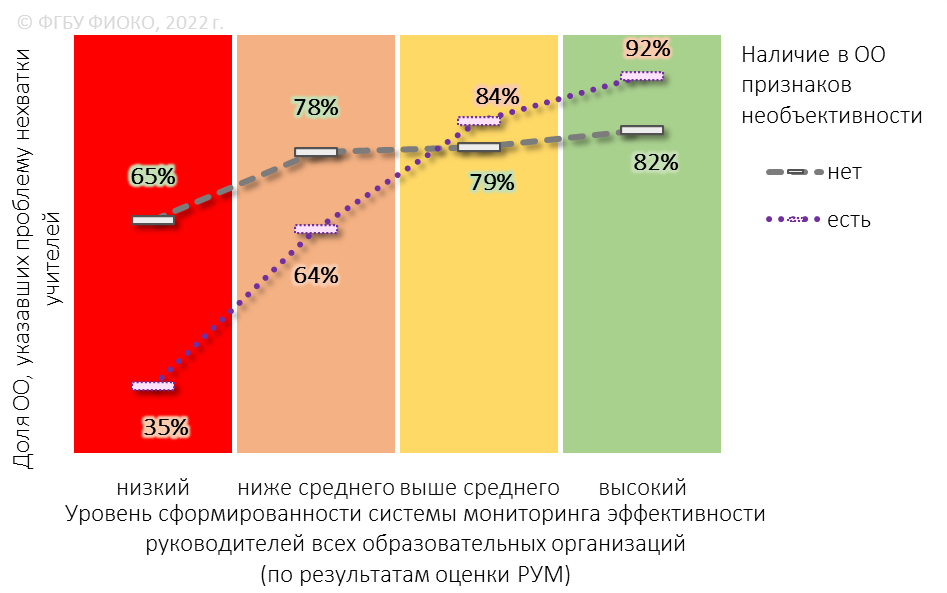 © ФГБУ ФИОКО, 2022 г.
Доля ОО, указавших проблему нехватки
учителей
65%
78%
84%
92%
35%
64%
79%
82%
Наличие в ОО
признаков
необъективности
нет
есть
низкий
ниже среднего
выше среднего
высокий
Уровень сформированности системы мониторинга эффективности
руководителей всех образовательных организаций
(по результатам оценки РУМ)